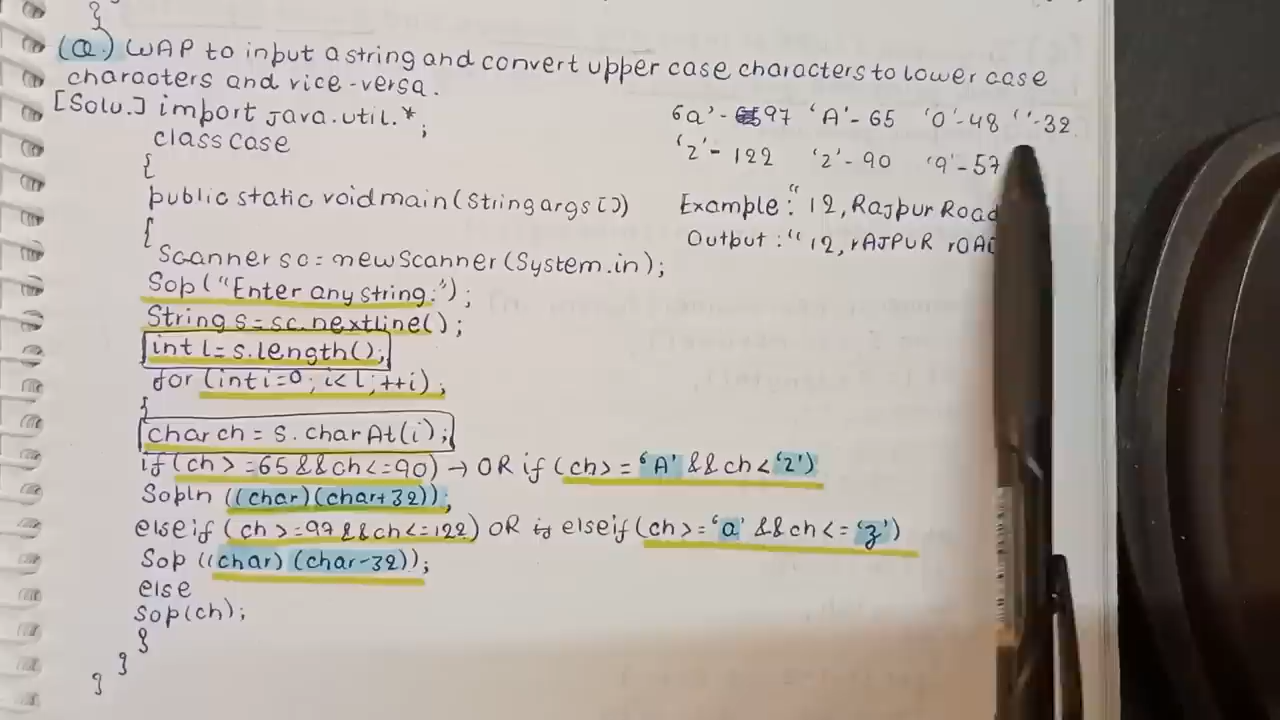 }
(Q.) WAP to input a string and convert upper case characters to lower case
characters and vice-versa.
[Solu.] import java.util.*;
class case
{
public static void main(String args[])
{
Scanner sc = new Scanner(System.in);
Sop("Enter any string:");
String s=sc.nextline();
int l=s.length();
for (int i=0; i<l; ++i);
{
char ch = s.charAt(i);
if (ch>=65&&ch<=90) → OR if (ch>='A' && ch<'Z')
Sopln ((char)(char+32));
else if (ch>=97&&ch<=122) OR is else if (ch>='a' && ch<='z')
Sop ((char)(char-32));
else
Sop(ch);
}
}
}
6a'-97 'A'-65 '0'-48 ' '-32
'Z'-122 'Z'-90 '9'-57
Example: "12, Rajpur Road
Output: "12, rAJPUR rOAD